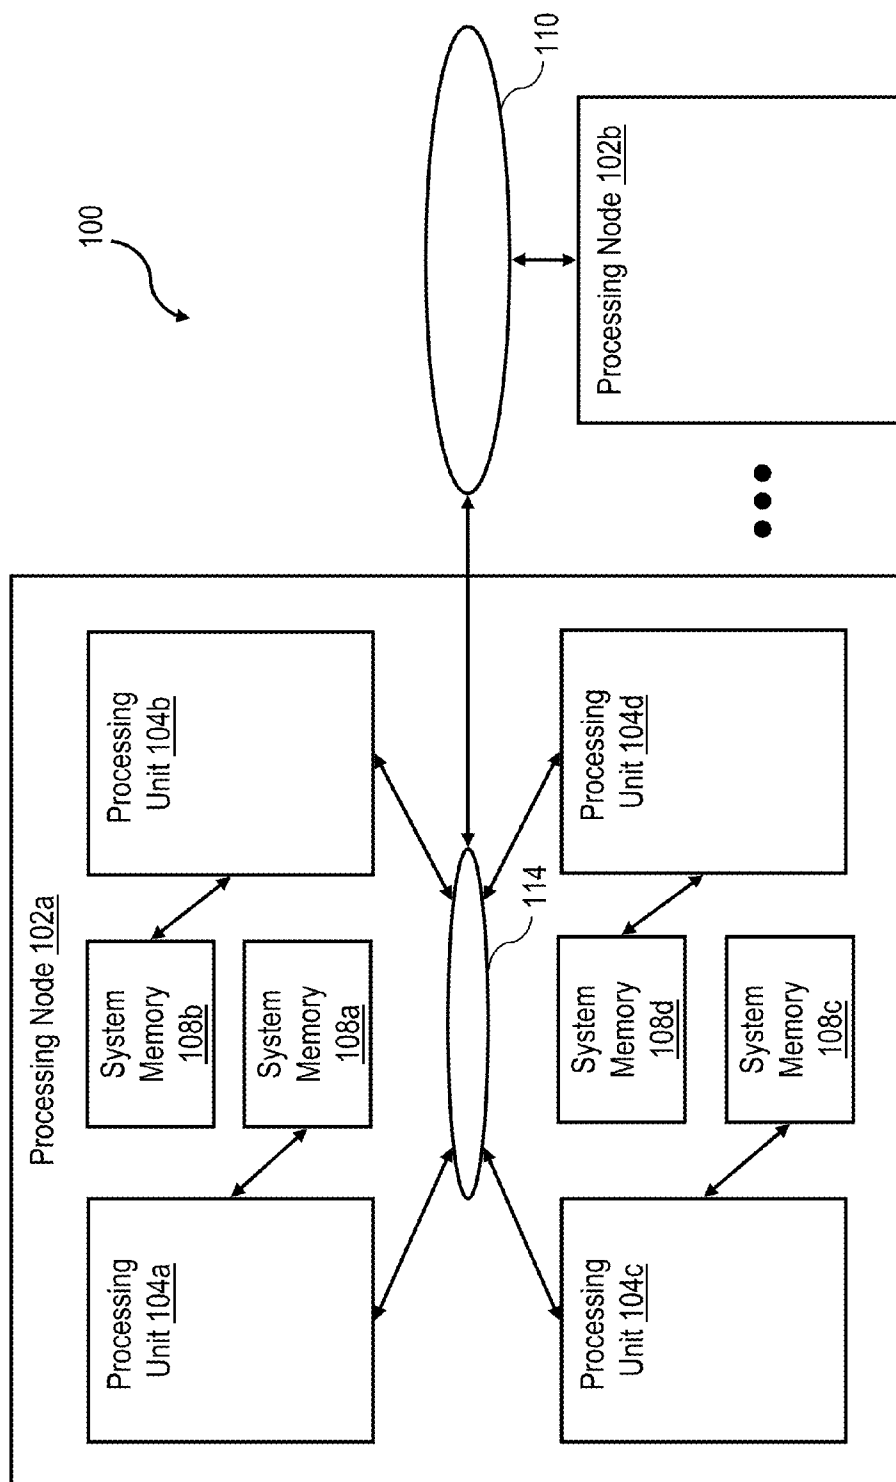 100
Processing Node 102a
Processing
Unit 104a
System
Memory
108b
System
Memory
108a
Processing
Unit 104b
110
114
Processing
Unit 104c
System
Memory
108d
System
Memory
108c
Processing
Unit 104d
Processing Node 102b